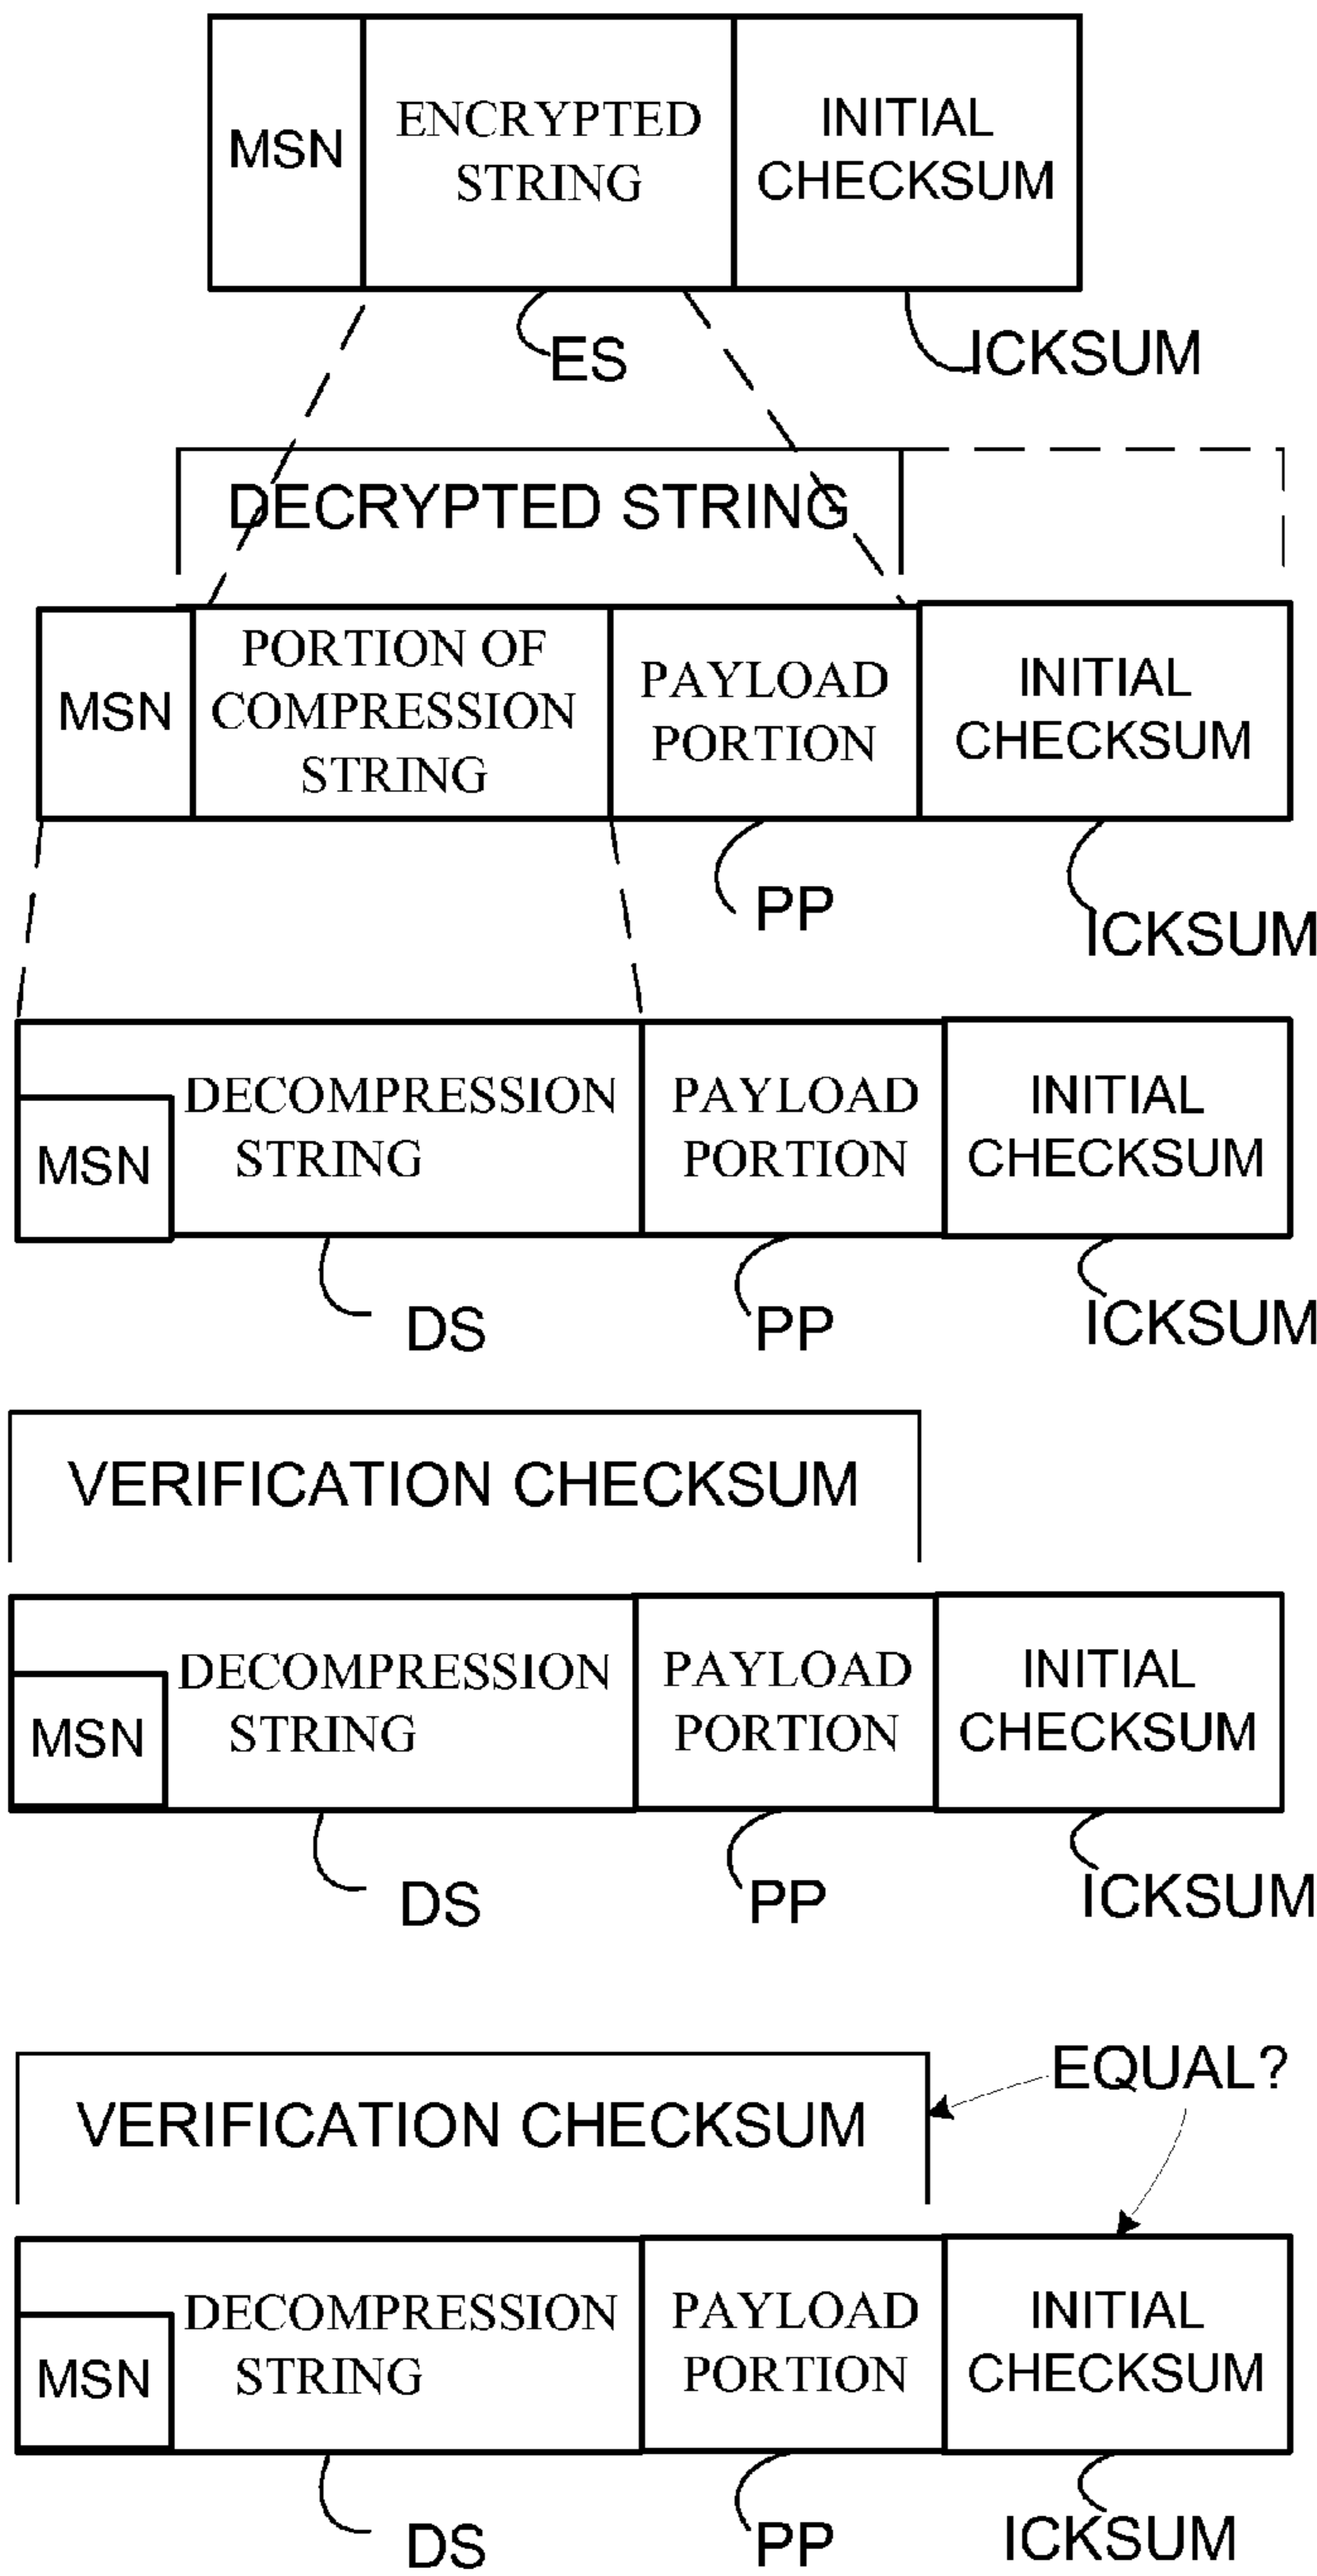 MSN
ENCRYPTED
STRING
INITIAL
CHECKSUM
ES
ICKSUM
DECRYPTED STRING
MSN
PORTION OF
COMPRESSION
STRING
PAYLOAD
PORTION
INITIAL
CHECKSUM
PP
ICKSUM
MSN
DECOMPRESSION
STRING
PAYLOAD
PORTION
INITIAL
CHECKSUM
DS
PP
ICKSUM
VERIFICATION CHECKSUM
MSN
DECOMPRESSION
STRING
PAYLOAD
PORTION
INITIAL
CHECKSUM
DS
PP
ICKSUM
EQUAL?
VERIFICATION CHECKSUM
MSN
DECOMPRESSION
STRING
PAYLOAD
PORTION
INITIAL
CHECKSUM
DS
PP
ICKSUM